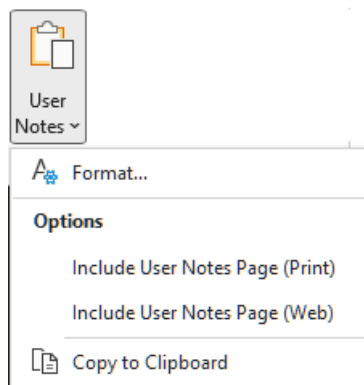 User
Notes
Format...
Options
Include User Notes Page (Print)
Include User Notes Page (Web)
Copy to Clipboard